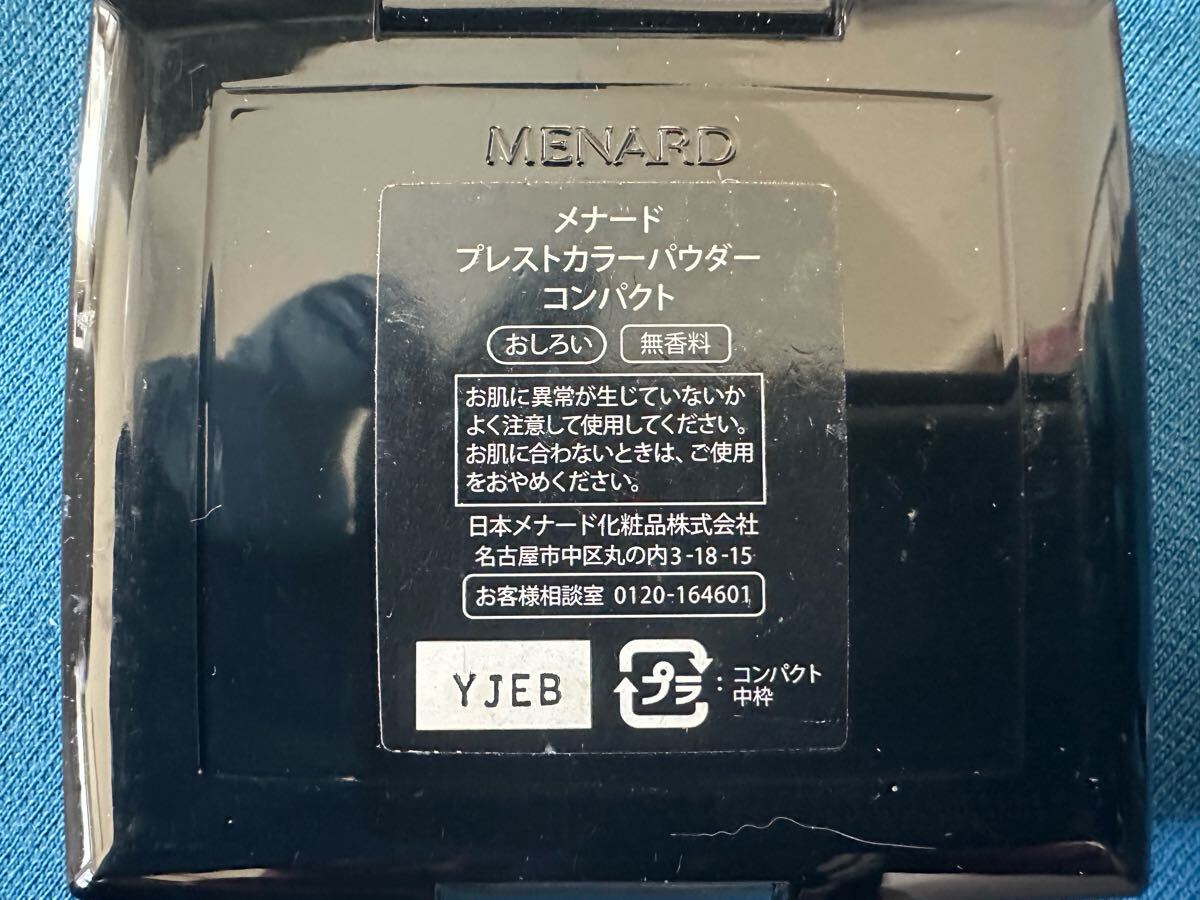 MENARD
メナード
プレストカラーパウダー
コンパクト
おしろい 無香料
お肌に異常が生じていないか
よく注意して使用してください。
お肌に合わないときは、ご使用
をおやめください。
日本メナード化粧品株式会社
名古屋市中区丸の内3-18-15
お客様相談室 0120-164601
YJEB
プラ : コンパクト
中枠